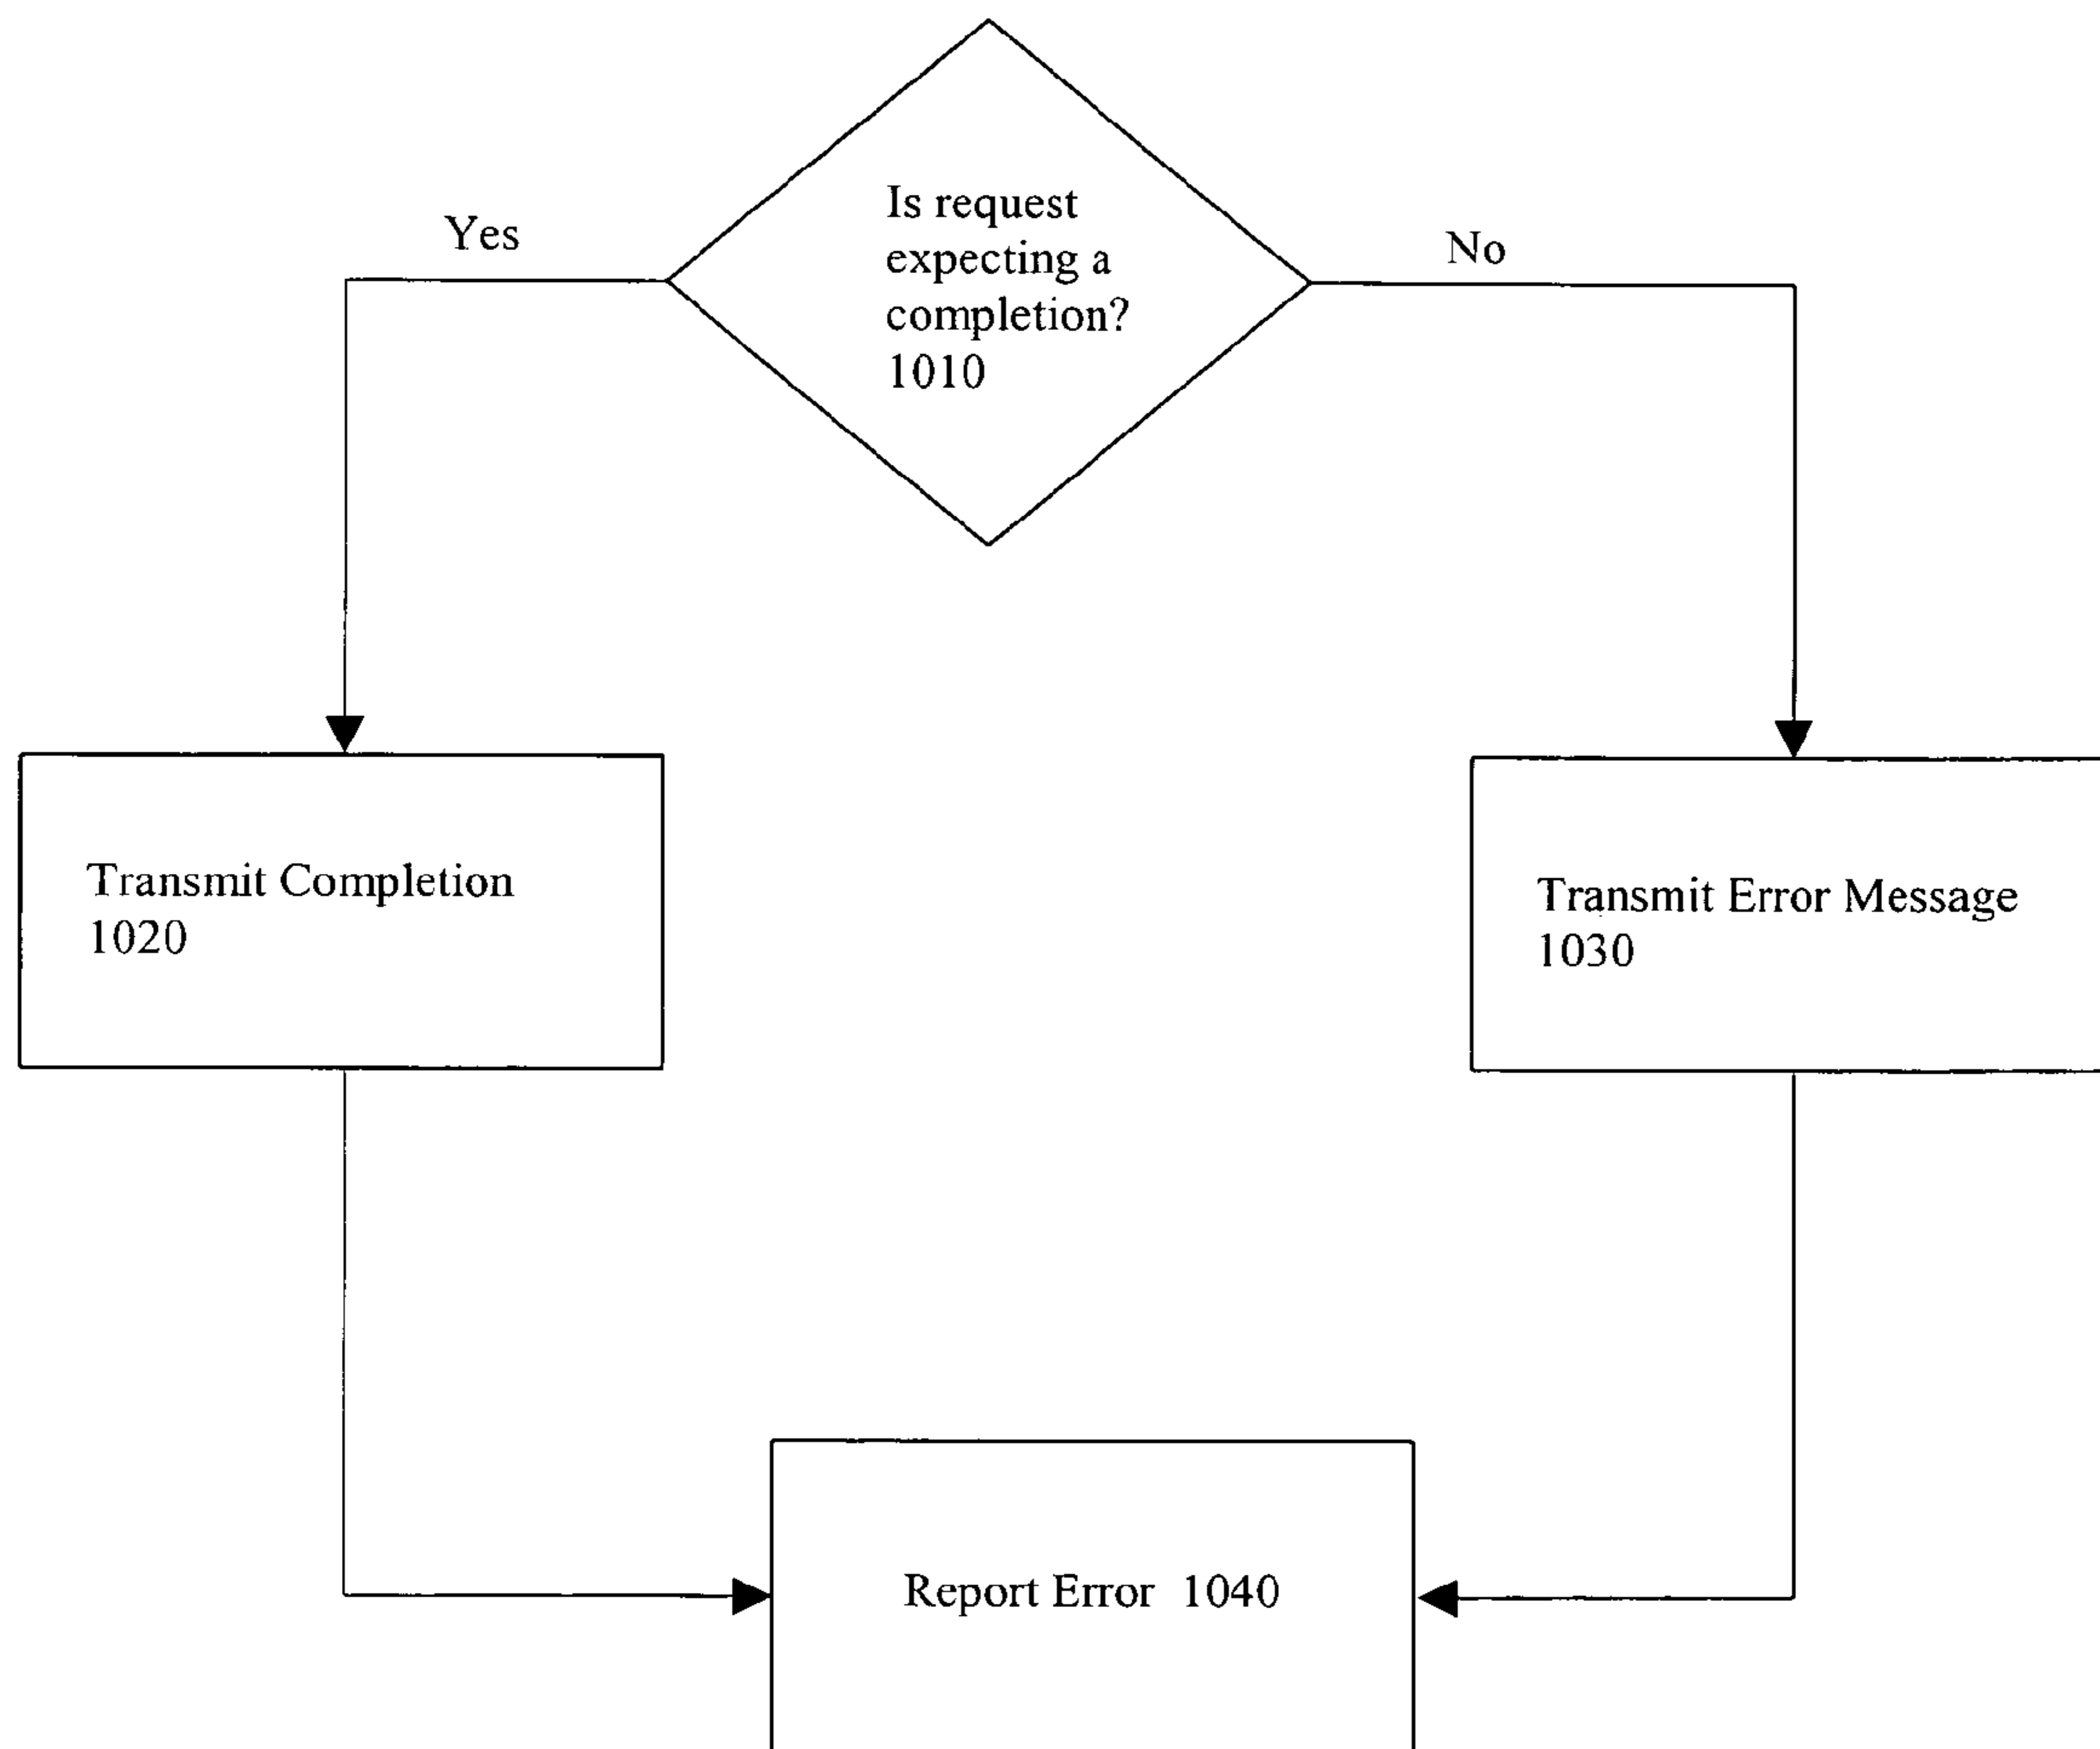 Is request
expecting a
completion?
1010
Yes
No
Transmit Completion
1020
Transmit Error Message
1030
Report Error 1040